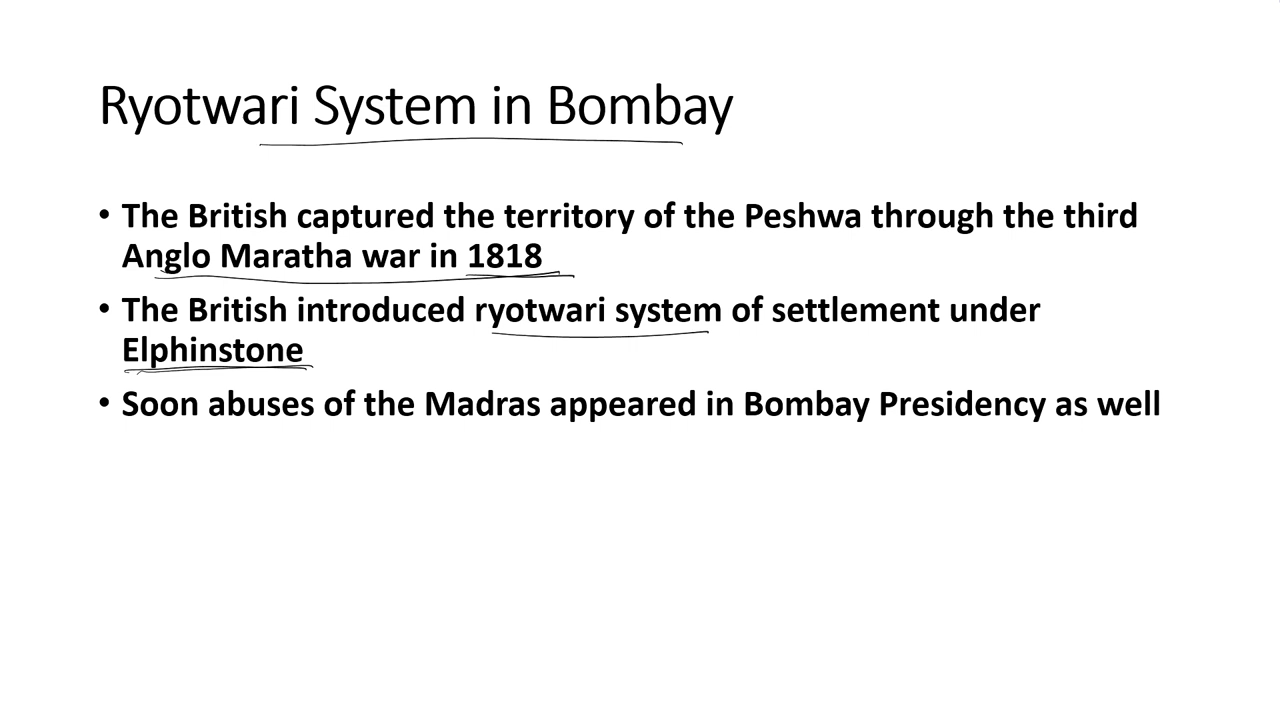 Ryotwari System in Bombay
• The British captured the territory of the Peshwa through the third
Anglo Maratha war in 1818
• The British introduced ryotwari system of settlement under
Elphinstone
• Soon abuses of the Madras appeared in Bombay Presidency as well